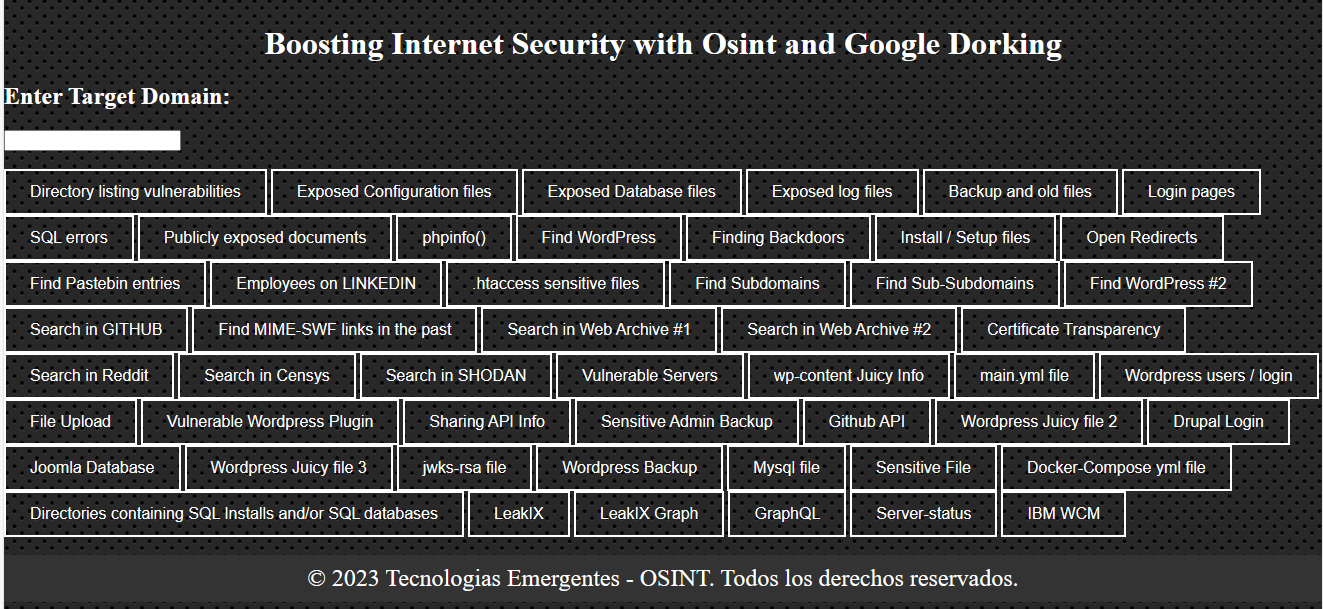 Boosting Internet Security with Osint and Google Dorking
Enter Target Domain:
Directory listing vulnerabilities Exposed Configuration files Exposed Database files Exposed log files Backup and old files Login pages
SQL errors Publicly exposed documents phpinfo() Find WordPress Finding Backdoors Install / Setup files Open Redirects
Find Pastebin entries Employees on LINKEDIN .htaccess sensitive files Find Subdomains Find Sub-Subdomains Find WordPress #2
Search in GITHUB Find MIME-SWF links in the past Search in Web Archive #1 Search in Web Archive #2 Certificate Transparency
Search in Reddit Search in Censys Search in SHODAN Vulnerable Servers wp-content Juicy Info main.yml file Wordpress users / login
File Upload Vulnerable Wordpress Plugin Sharing API Info Sensitive Admin Backup Github API Wordpress Juicy file 2 Drupal Login
Joomla Database Wordpress Juicy file 3 jwks-rsa file Wordpress Backup Mysql file Sensitive File Docker-Compose yml file
Directories containing SQL Installs and/or SQL databases LeakIX LeakIX Graph GraphQL Server-status IBM WCM
© 2023 Tecnologias Emergentes - OSINT. Todos los derechos reservados.